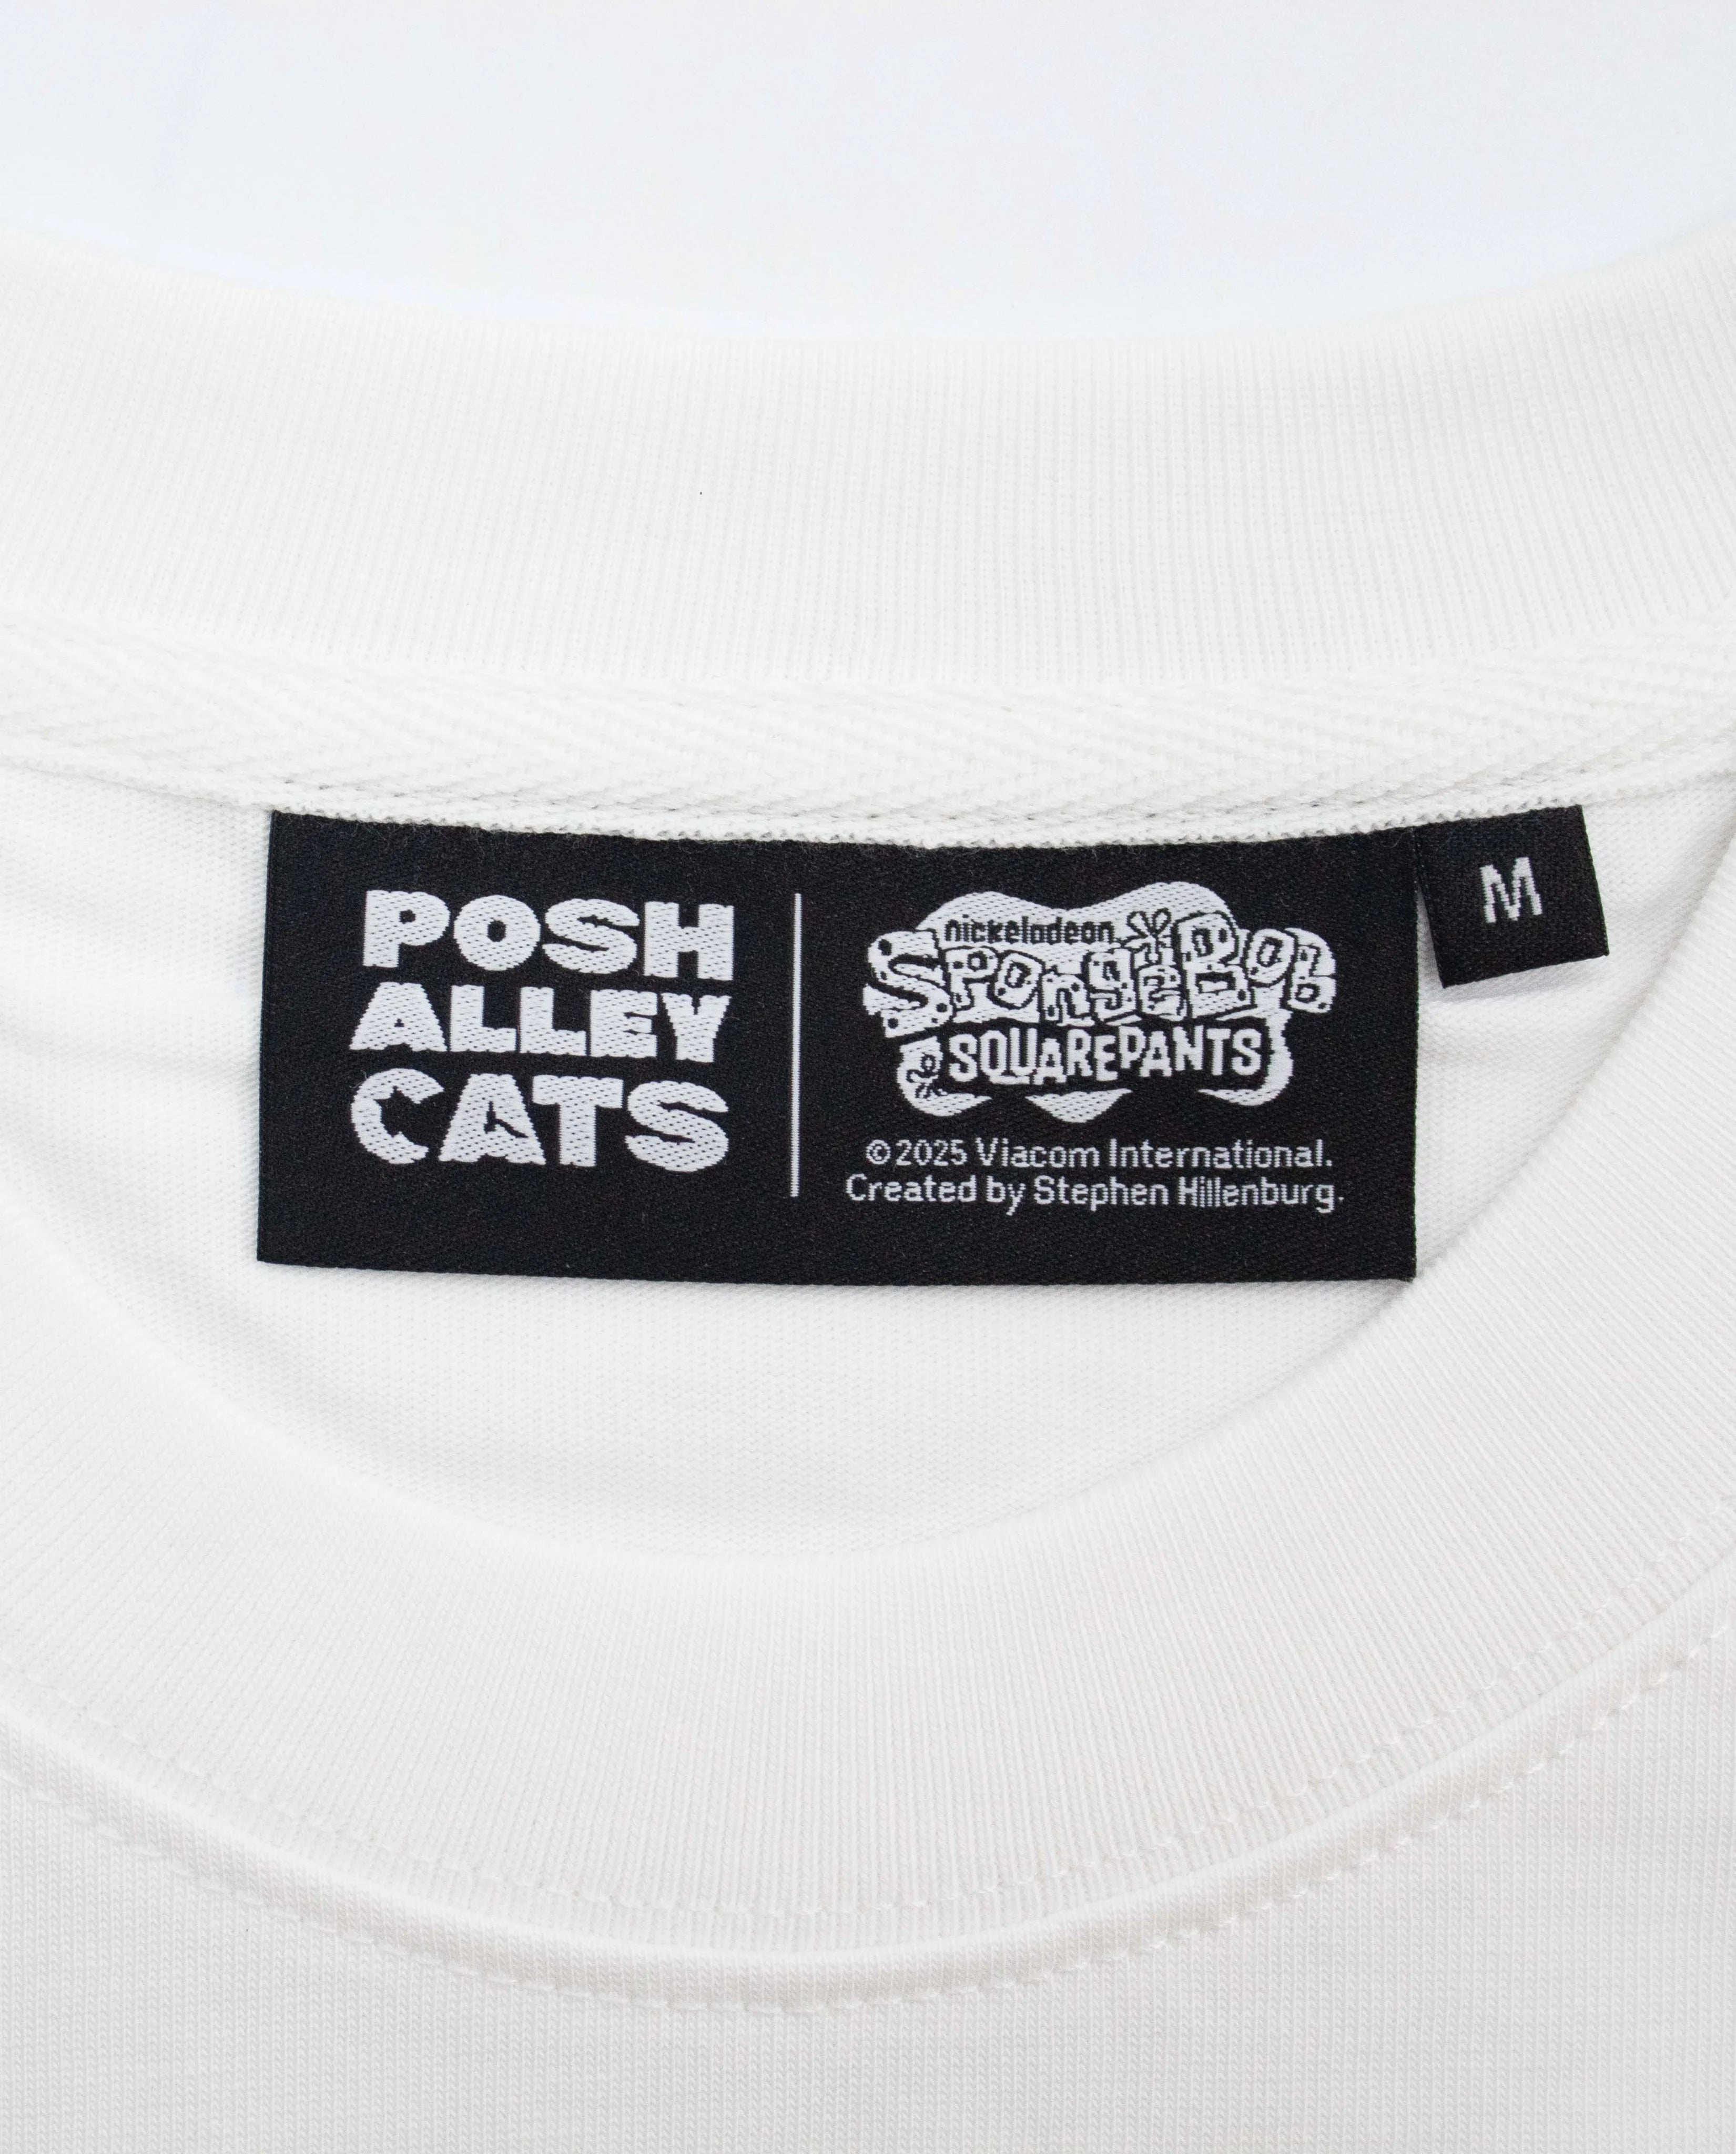 POSH
ALLEY
CATS
nickelodeon
SPONGEBOB
SQUAREPANTS
©2025 Viacom International.
Created by Stephen Hillenburg.
M